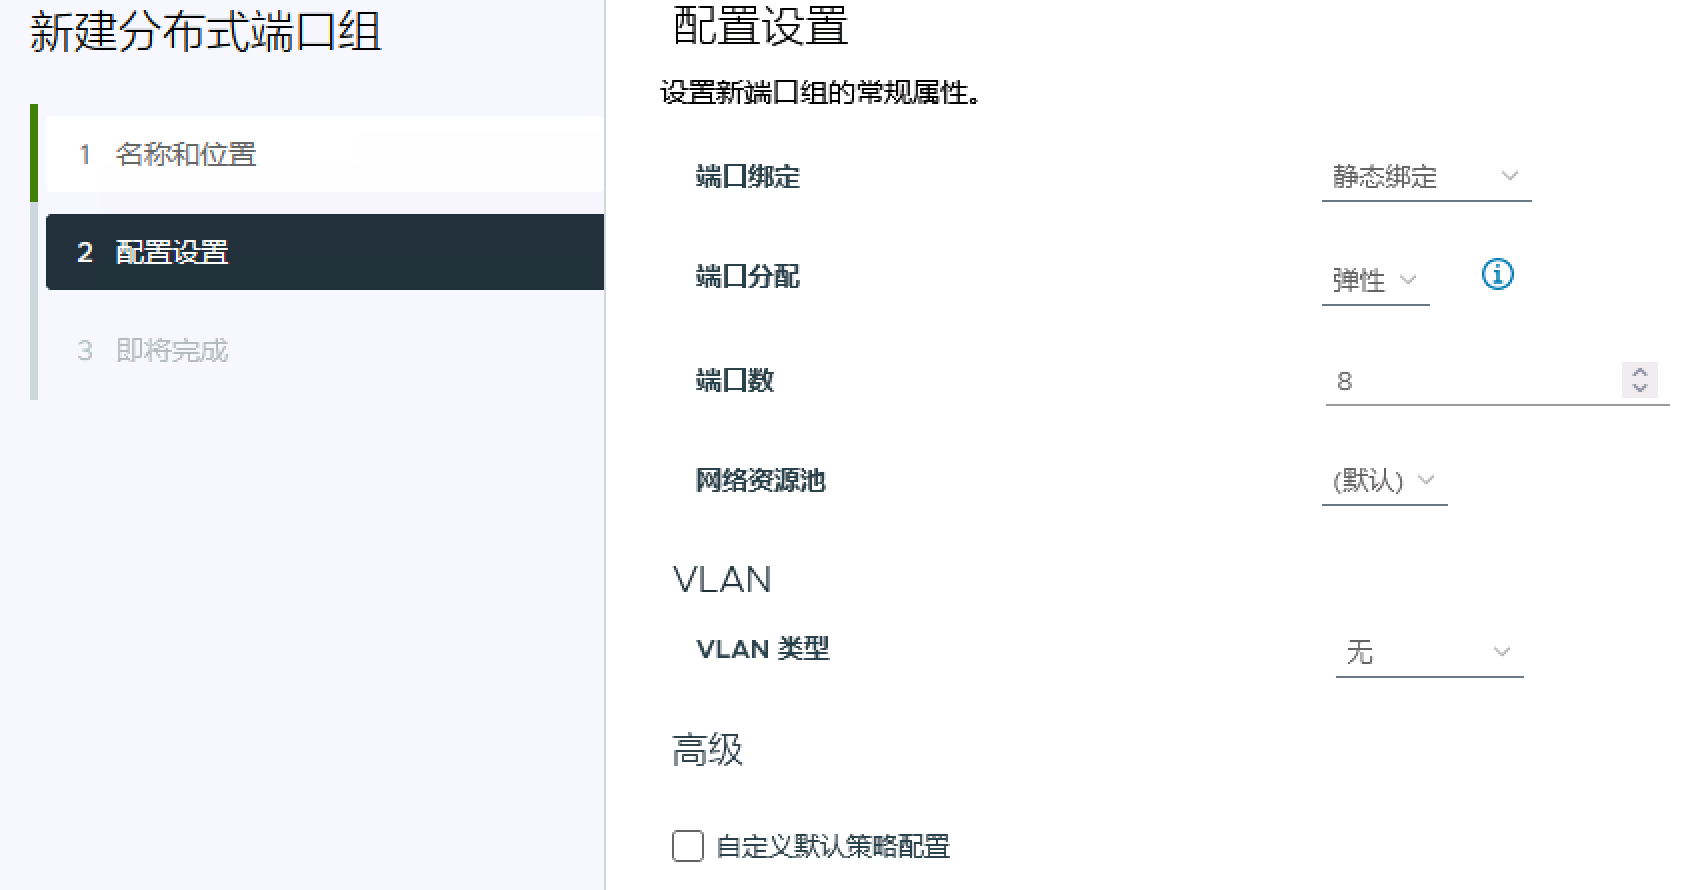 新建分布式端口组
1 名称和位置
2 配置设置
3 即将完成
配置设置
设置新端口组的常规属性。
端口绑定 静态绑定
端口分配 弹性
端口数 8
网络资源池 (默认)
VLAN
VLAN 类型 无
高级
自定义默认策略配置